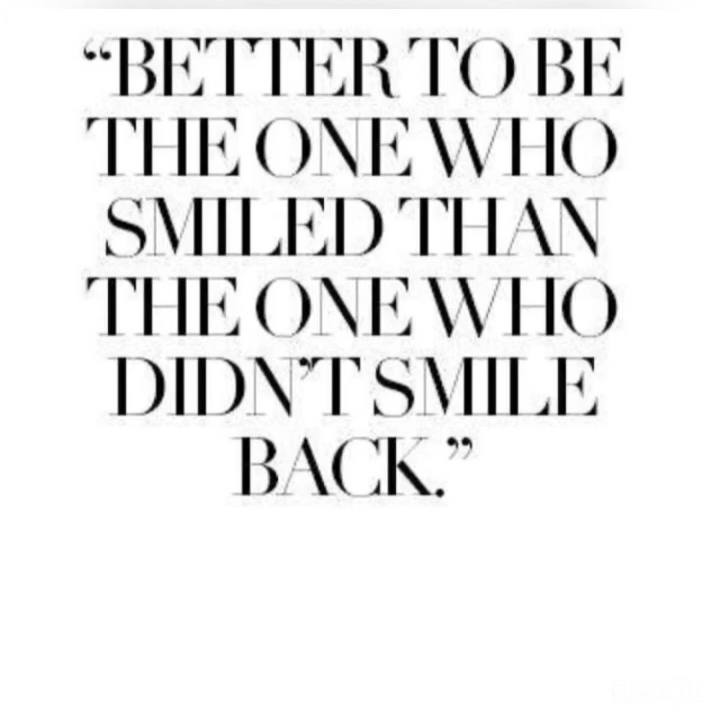 “BETTER TO BE
THE ONE WHO
SMILED THAN
THE ONE WHO
DIDN’T SMILE
BACK.”